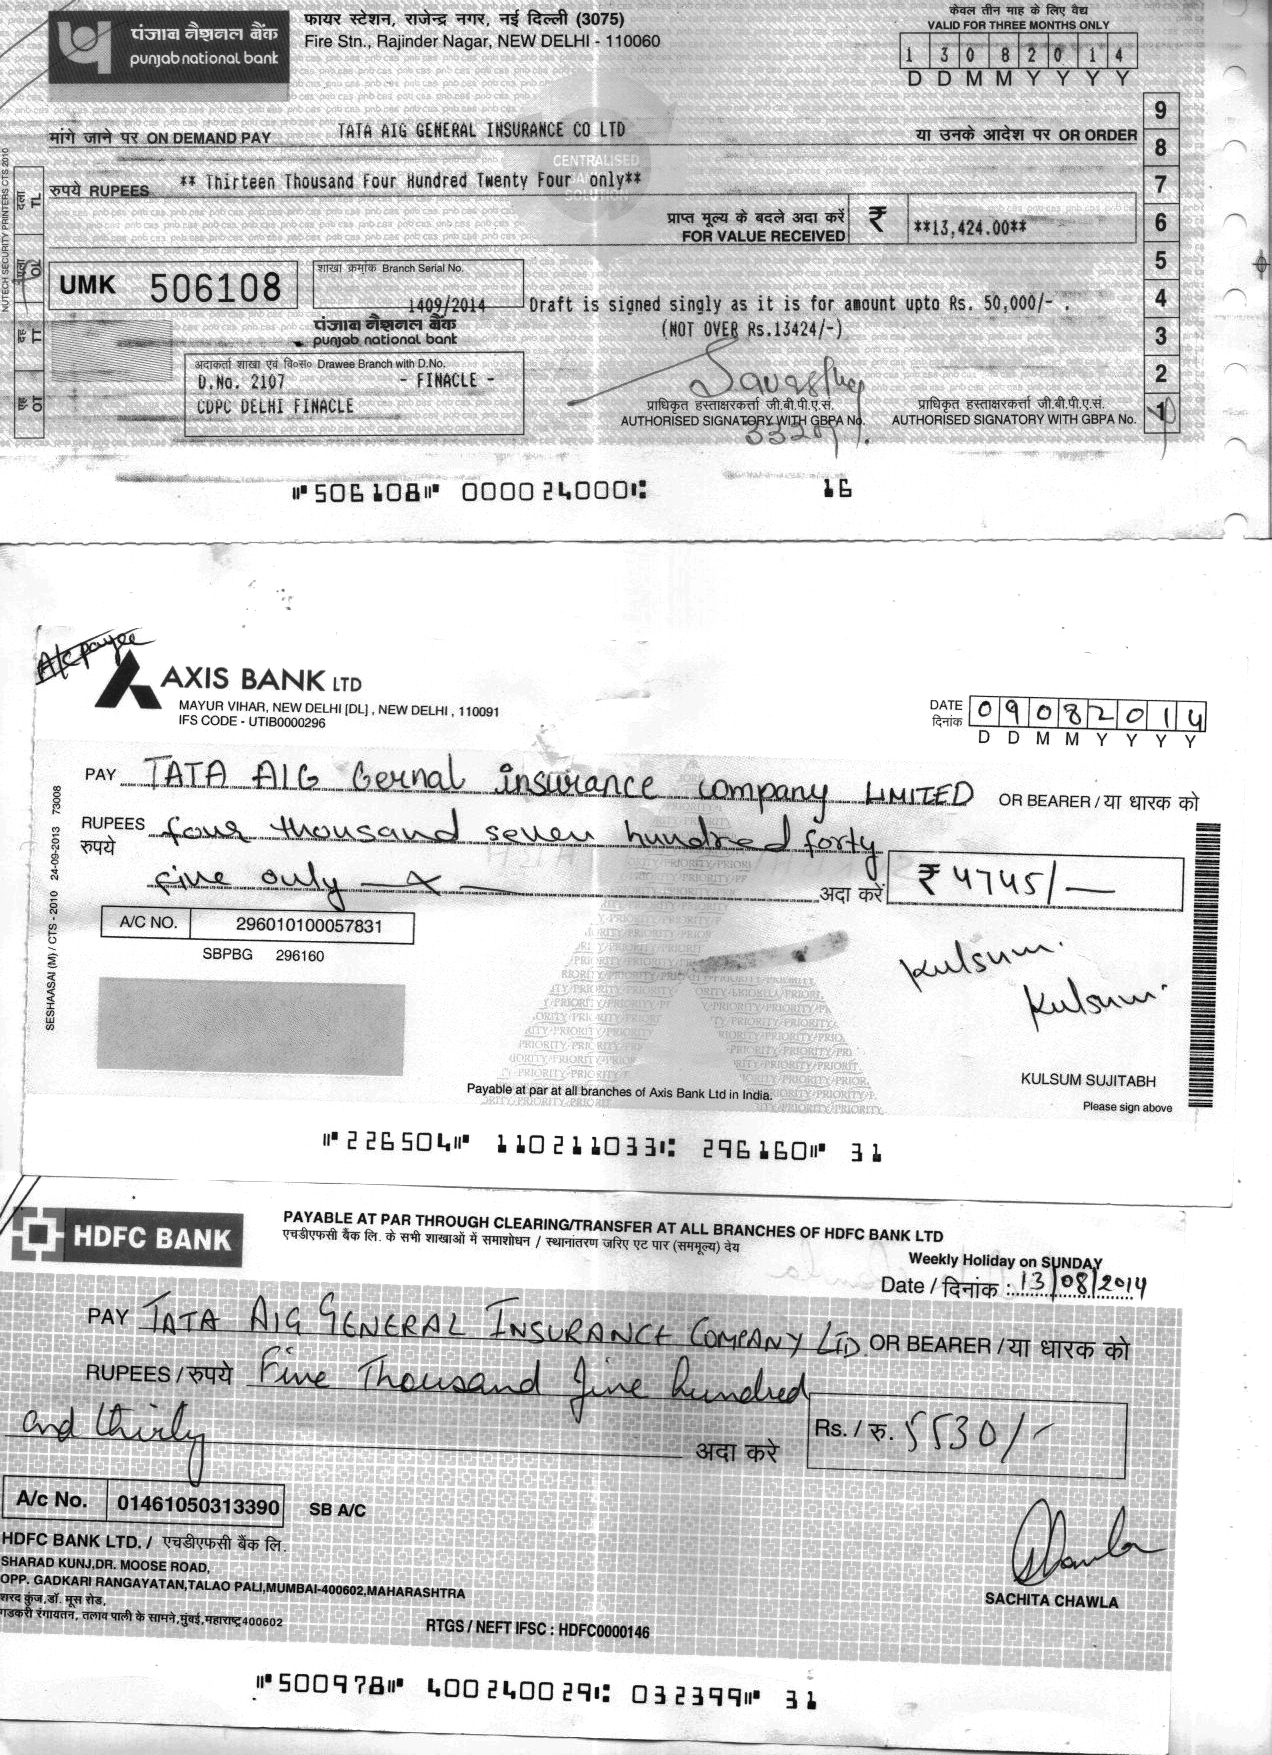 पंजाब नैशनल बैंक
punjab national bank
फायर स्टेशन, राजेन्द्र नगर, नई दिल्ली (3075)
Fire Stn., Rajinder Nagar, NEW DELHI - 110060
केवल तीन माह के लिए वैद्य
VALID FOR THREE MONTHS ONLY
1 3 0 8 2 0 1 4
D D M M Y Y Y Y
मांगे जाने पर ON DEMAND PAY TATA AIG GENERAL INSURANCE CO LTD या उनके आदेश पर OR ORDER
CENTRALISED
रुपये RUPEES ** Thirteen Thousand Four Hundred Twenty Four only**
प्राप्त मूल्य के बदले अदा करें
FOR VALUE RECEIVED ₹ **13,424.00**
9
8
7
6
5
4
3
2
1
TL
OL
TT
OT
NUTECH SECURITY PRINTERS CTS 2010
UMK 506108
शाखा क्रमांक Branch Serial No.
1409/2014
Draft is signed singly as it is for amount upto Rs. 50,000/- .
(NOT OVER Rs.13424/-)
पंजाब नैशनल बैंक
punjab national bank
अदाकर्ता शाखा एवं वि०सं० Drawee Branch with D.No.
D.No. 2107 - FINACLE -
CDPC DELHI FINACLE
प्राधिकृत हस्ताक्षरकर्त्ता जी.बी.पी.ए.सं.
AUTHORISED SIGNATORY WITH GBPA No.
प्राधिकृत हस्ताक्षरकर्त्ता जी.बी.पी.ए.सं.
AUTHORISED SIGNATORY WITH GBPA No.
⑈506108⑈ 000024000⑆ 16
A/c payee
AXIS BANK LTD
MAYUR VIHAR, NEW DELHI [DL] , NEW DELHI , 110091
IFS CODE - UTIB0000296
DATE
दिनांक
0 9 0 8 2 0 1 4
D D M M Y Y Y Y
PAY TATA AIG Gernal insurance company LIMITED OR BEARER / या धारक को
RUPEES four thousand seven hundred forty
रुपये
five only —x— अदा करें ₹ 4745/—
A/C NO. 296010100057831
SBPBG 296160
SESHAASAI (M) / CTS - 2010 24-09-2013 73008
Kulsum.
Kulsum.
KULSUM SUJITABH
Please sign above
Payable at par at all branches of Axis Bank Ltd in India.
⑈226504⑈ 110211033⑆ 296160⑈ 31
HDFC BANK
PAYABLE AT PAR THROUGH CLEARING/TRANSFER AT ALL BRANCHES OF HDFC BANK LTD
एचडीएफसी बैंक लि. के सभी शाखाओं में समाशोधन / स्थानांतरण जरिए एट पार (सममूल्य) देय
Weekly Holiday on SUNDAY
Date / दिनांक : 13/08/2014
PAY TATA AIG GENERAL INSURANCE COMPANY LTD. OR BEARER / या धारक को
RUPEES / रुपये Five Thousand five hundred
and thirty अदा करे Rs. / रु. 5530/-
A/c No. 01461050313390 SB A/C
HDFC BANK LTD. / एचडीएफसी बैंक लि.
SHARAD KUNJ,DR. MOOSE ROAD,
OPP. GADKARI RANGAYATAN,TALAO PALI,MUMBAI-400602,MAHARASHTRA
शरद कुंज,डॉ. मूस रोड,
गडकरी रंगायतन, तलाव पाली के सामने,मुंबई,महाराष्ट्र400602
RTGS / NEFT IFSC : HDFC0000146
SChawla
SACHITA CHAWLA
⑈500978⑈ 400240029⑆ 032399⑈ 31